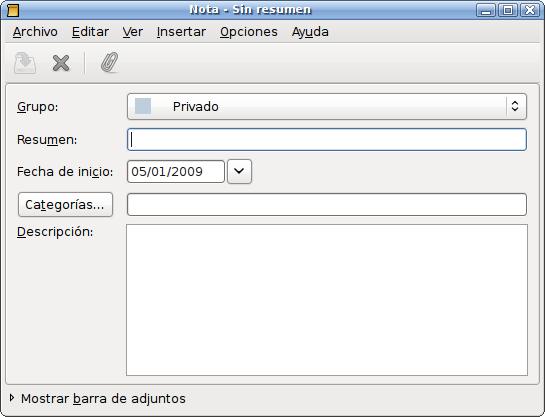 Nota - Sin resumen
Archivo Editar Ver Insertar Opciones Ayuda
Grupo: Privado
Resumen:
Fecha de inicio: 05/01/2009
Categorías...
Descripción:
Mostrar barra de adjuntos